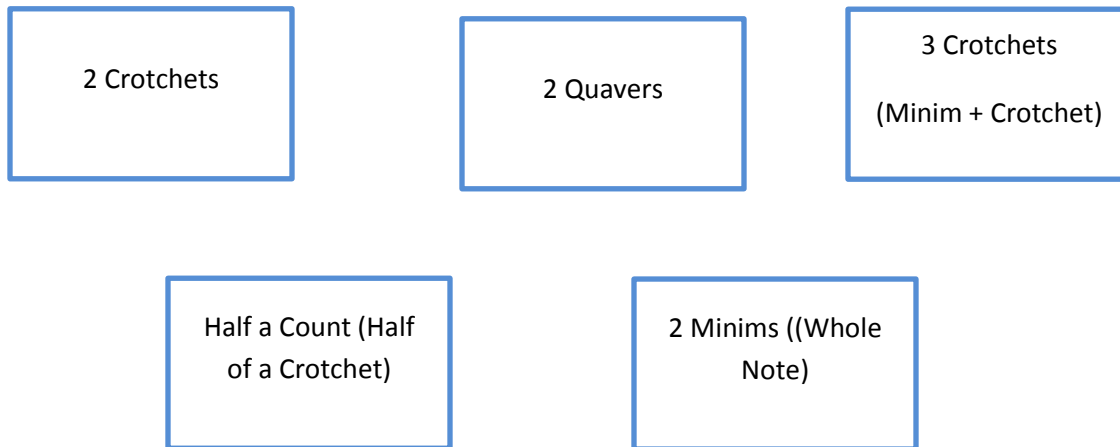 2 Crotchets
2 Quavers
3 Crotchets
(Minim + Crotchet)
Half a Count (Half
of a Crotchet)
2 Minims ((Whole
Note)